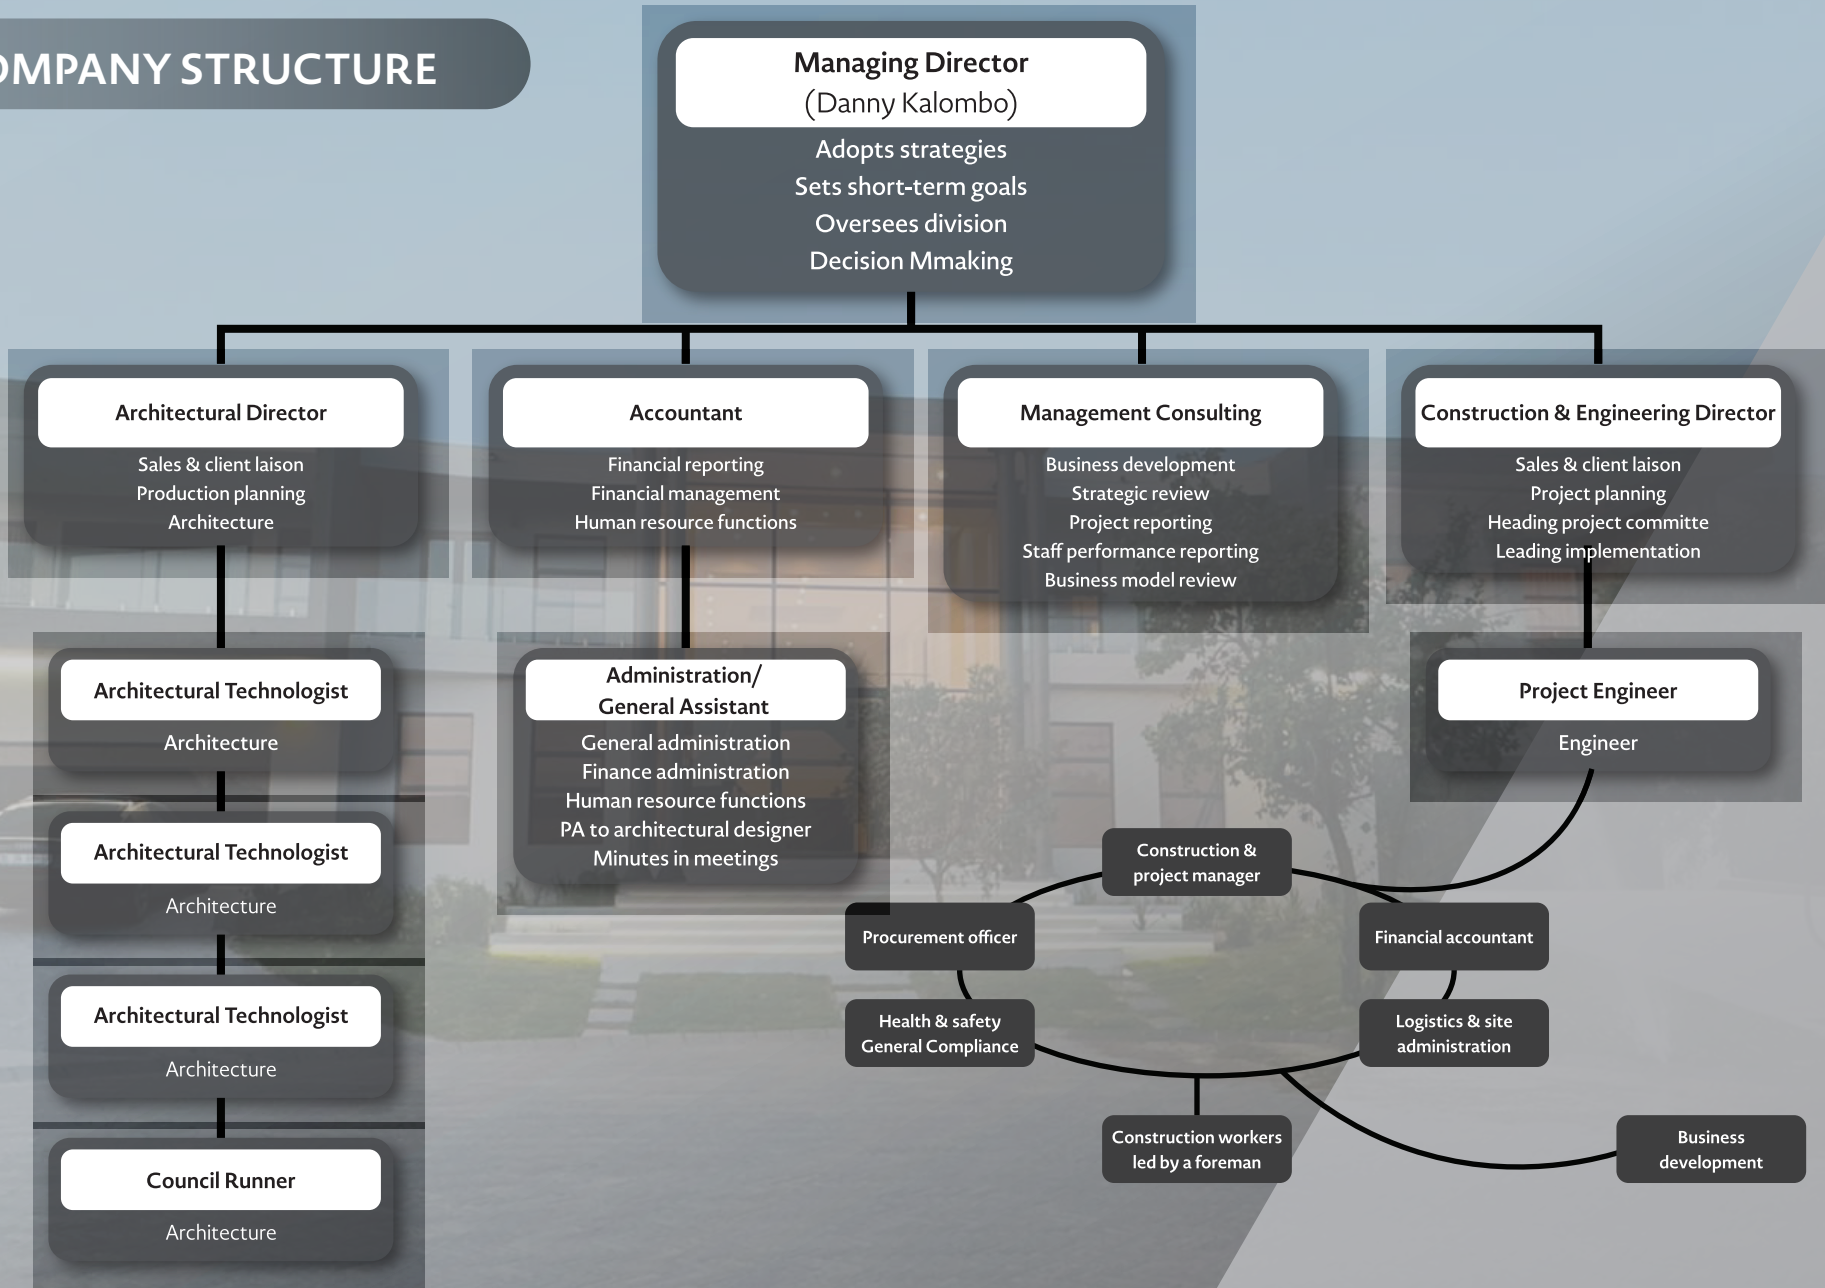 OMPANY STRUCTURE
Managing Director
(Danny Kalombo)
Adopts strategies
Sets short-term goals
Oversees division
Decision Mmaking
Architectural Director
Sales & client laison
Production planning
Architecture
Accountant
Financial reporting
Financial management
Human resource functions
Management Consulting
Business development
Strategic review
Project reporting
Staff performance reporting
Business model review
Construction & Engineering Director
Sales & client laison
Project planning
Heading project committe
Leading implementation
Architectural Technologist
Architecture
Architectural Technologist
Architecture
Architectural Technologist
Architecture
Council Runner
Architecture
Administration/
General Assistant
General administration
Finance administration
Human resource functions
PA to architectural designer
Minutes in meetings
Project Engineer
Engineer
Construction &
project manager
Procurement officer
Financial accountant
Health & safety
General Compliance
Logistics & site
administration
Construction workers
led by a foreman
Business
development